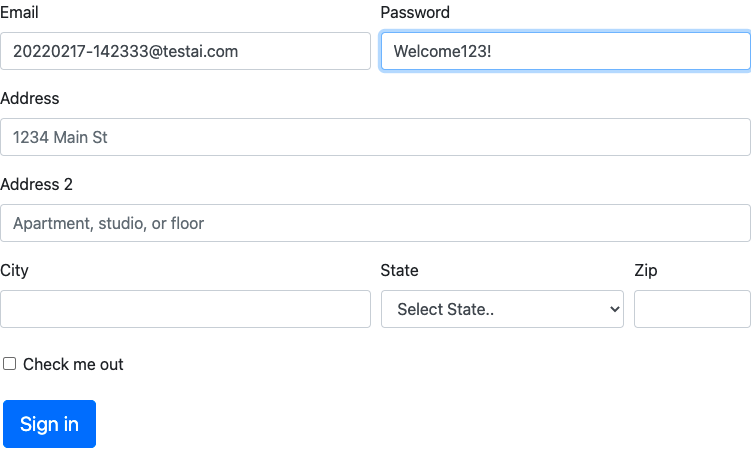 Email Password
20220217-142333@testai.com Welcome123!
Address
1234 Main St
Address 2
Apartment, studio, or floor
City State Zip
Select State..
Check me out
Sign in